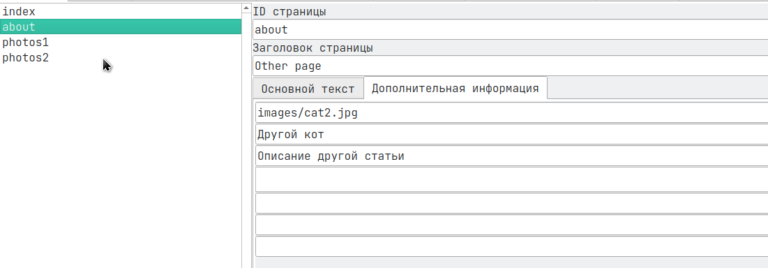 index
about
photos1
photos2
ID страницы
about
Заголовок страницы
Other page
Основной текст
Дополнительная информация
images/cat2.jpg
Другой кот
Описание другой статьи